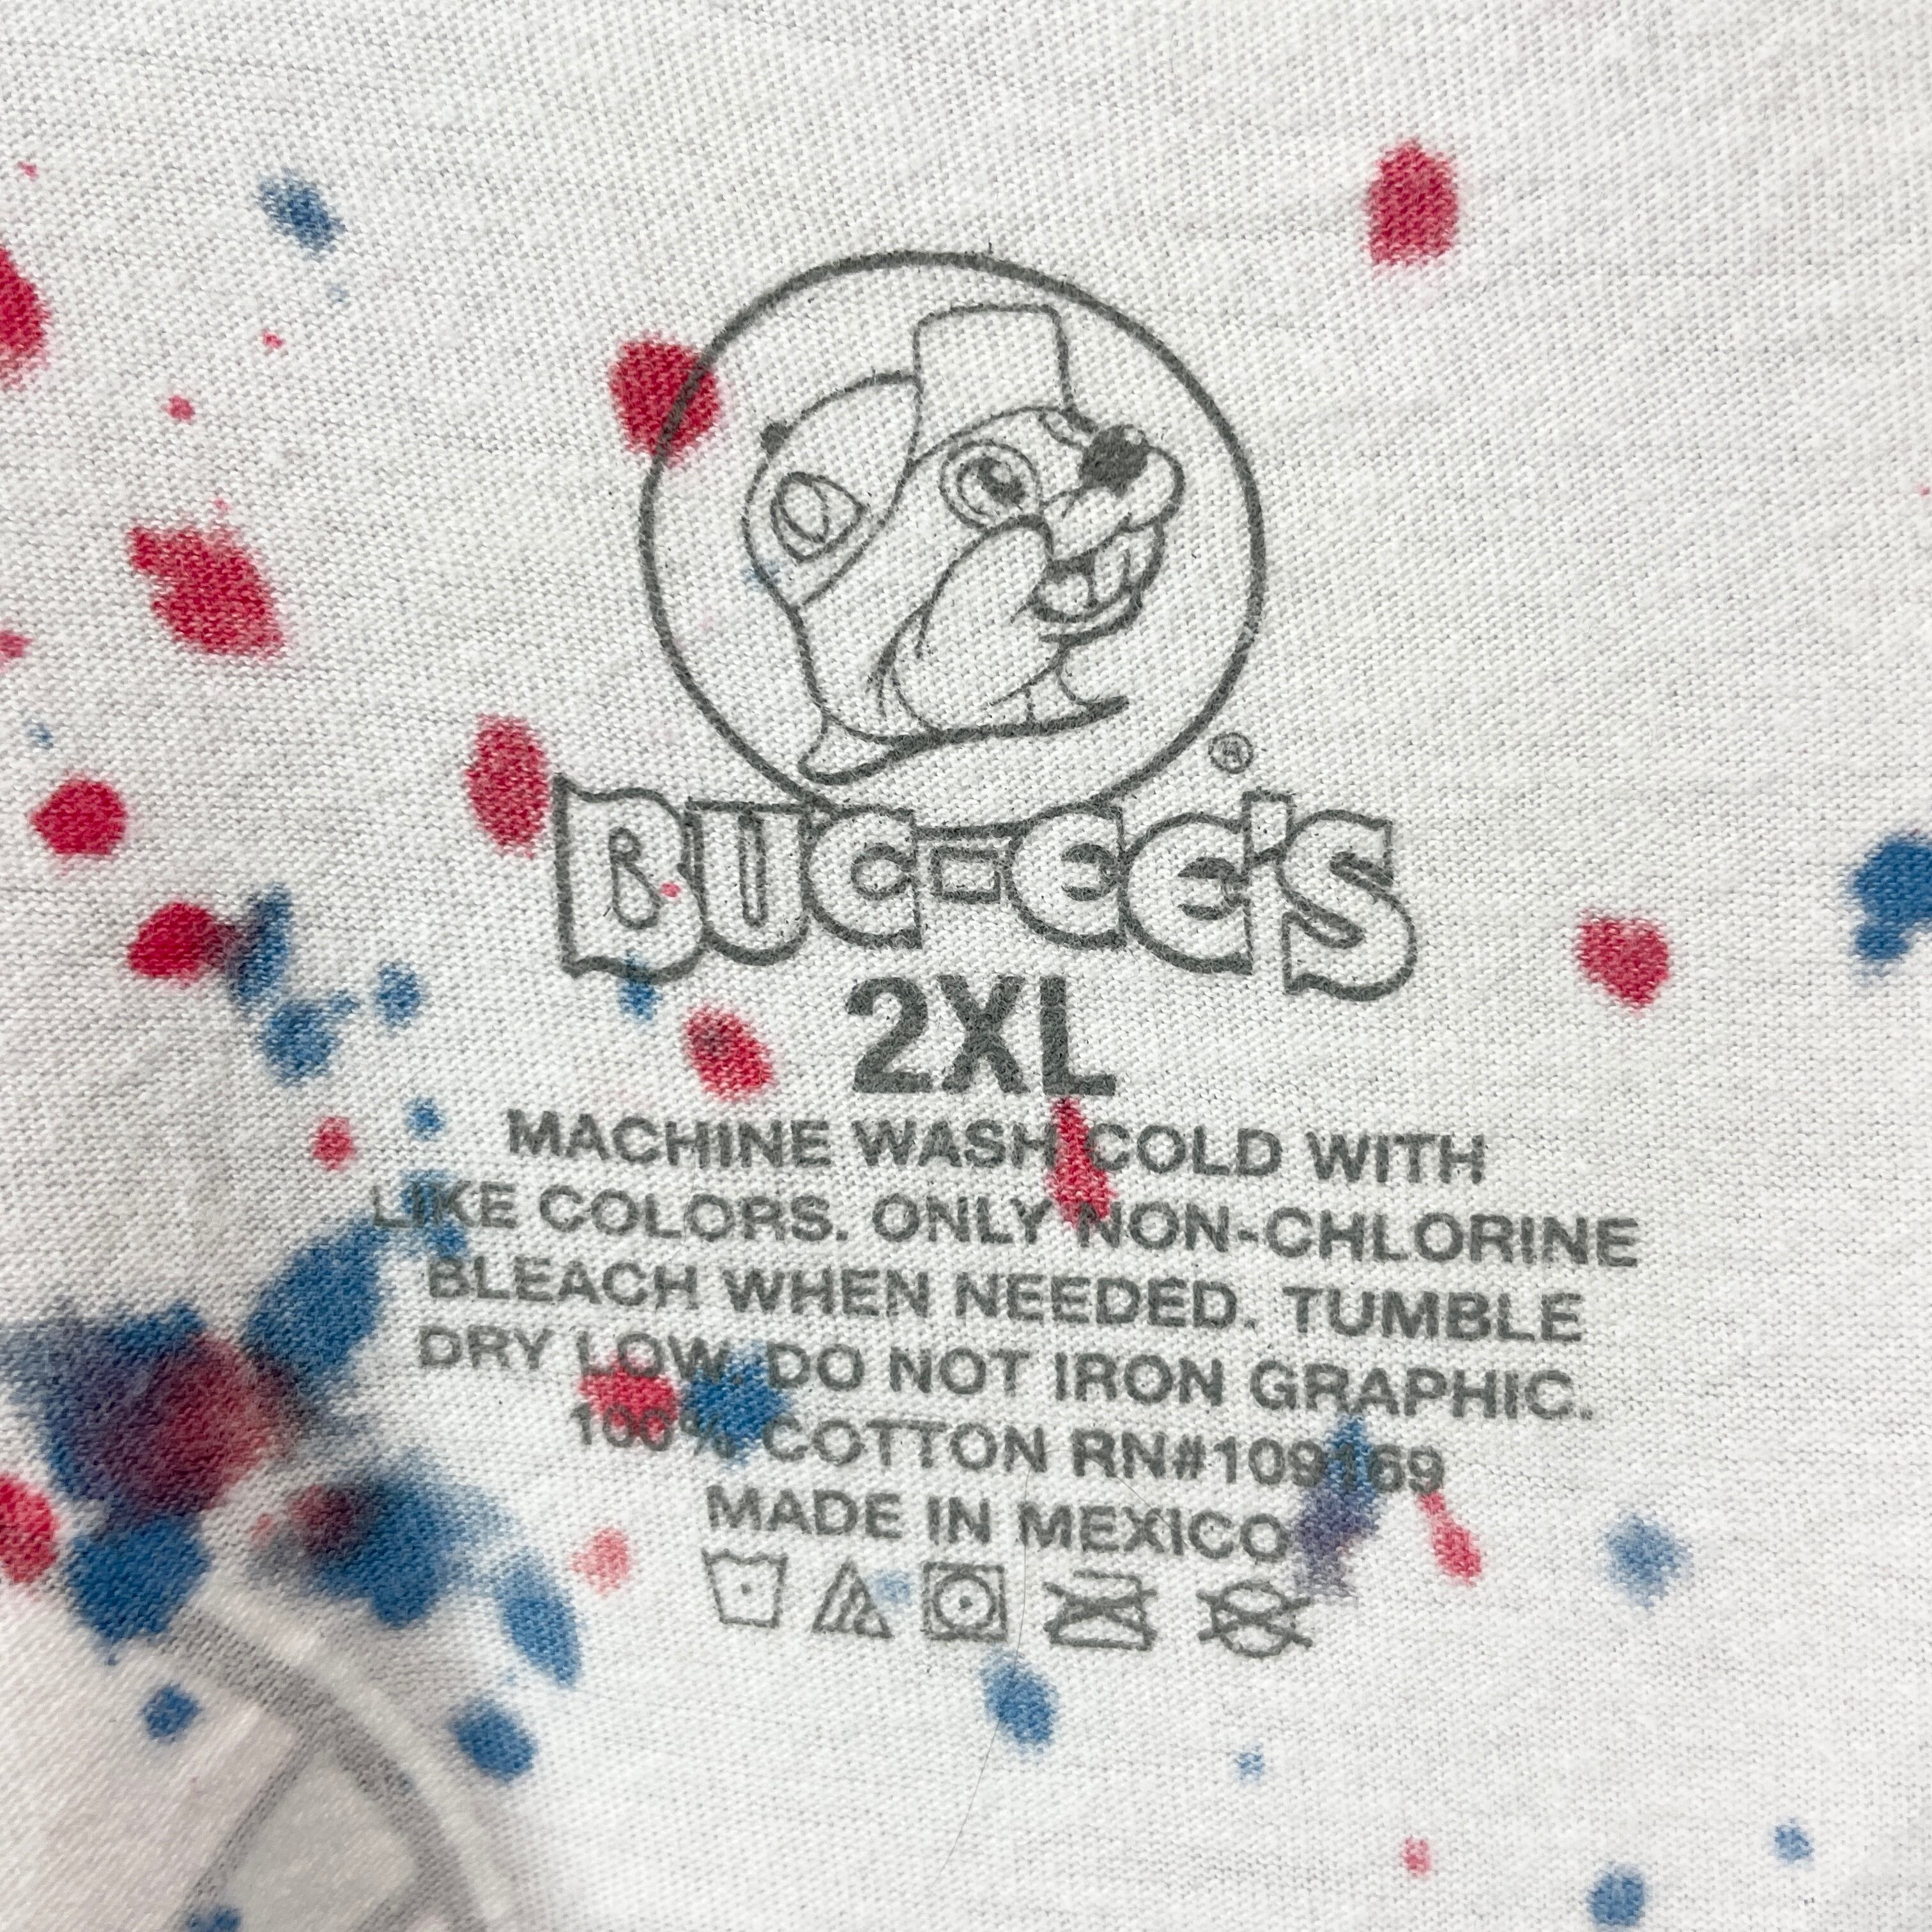 ®
BUC-EE'S
2XL
MACHINE WASH COLD WITH
LIKE COLORS. ONLY NON-CHLORINE
BLEACH WHEN NEEDED. TUMBLE
DRY LOW. DO NOT IRON GRAPHIC.
100% COTTON RN#109169
MADE IN MEXICO